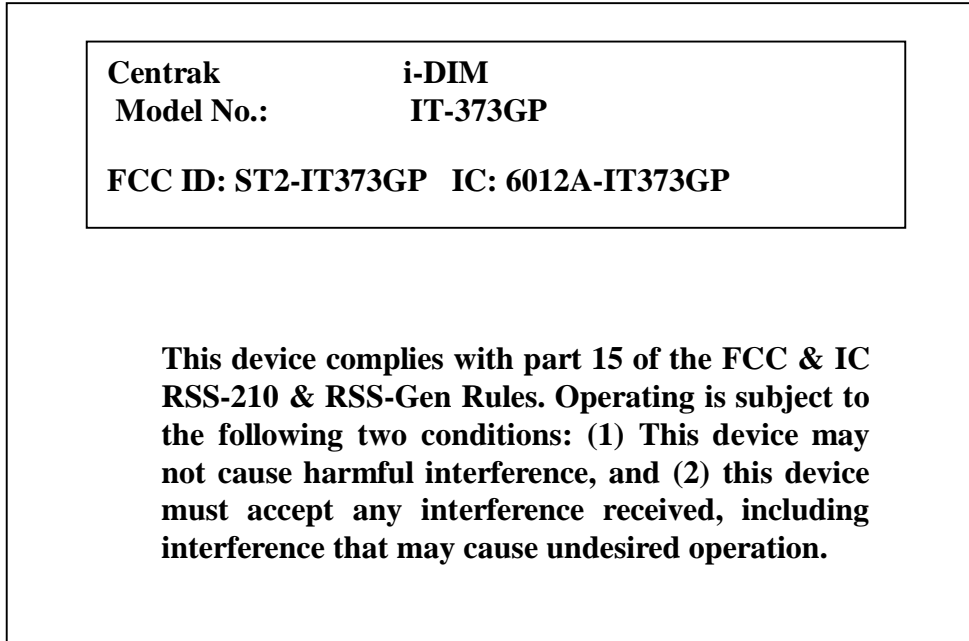 Centrak i-DIM
Model No.: IT-373GP
FCC ID: ST2-IT373GP IC: 6012A-IT373GP
This device complies with part 15 of the FCC & IC
RSS-210 & RSS-Gen Rules. Operating is subject to
the following two conditions: (1) This device may
not cause harmful interference, and (2) this device
must accept any interference received, including
interference that may cause undesired operation.